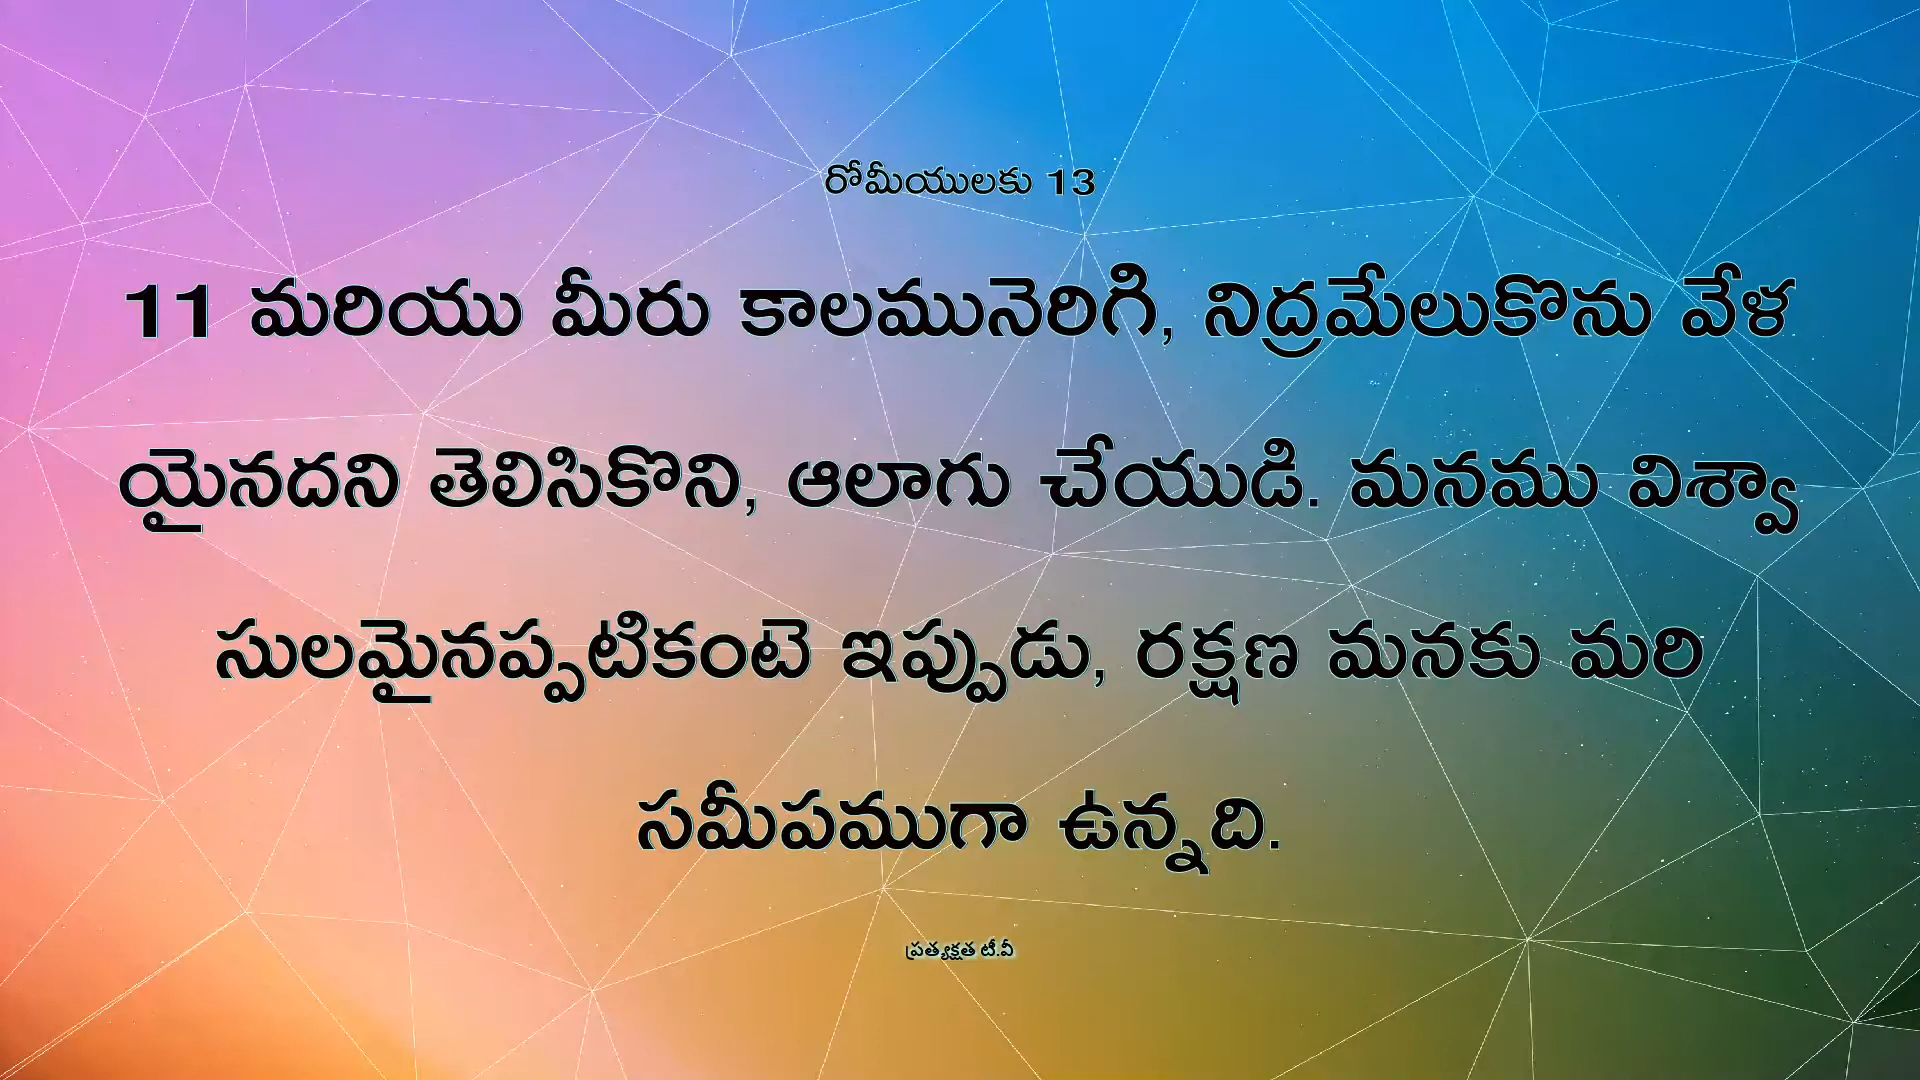 రోమీయులకు 13
11 మరియు మీరు కాలమునెరిగి, నిద్రమేలుకొను వేళ
యైనదని తెలిసికొని, ఆలాగు చేయుడి. మనము విశ్వా
సులమైనప్పటికంటె ఇప్పుడు, రక్షణ మనకు మరి
సమీపముగా ఉన్నది.
ప్రత్యక్షత టీ.వీ